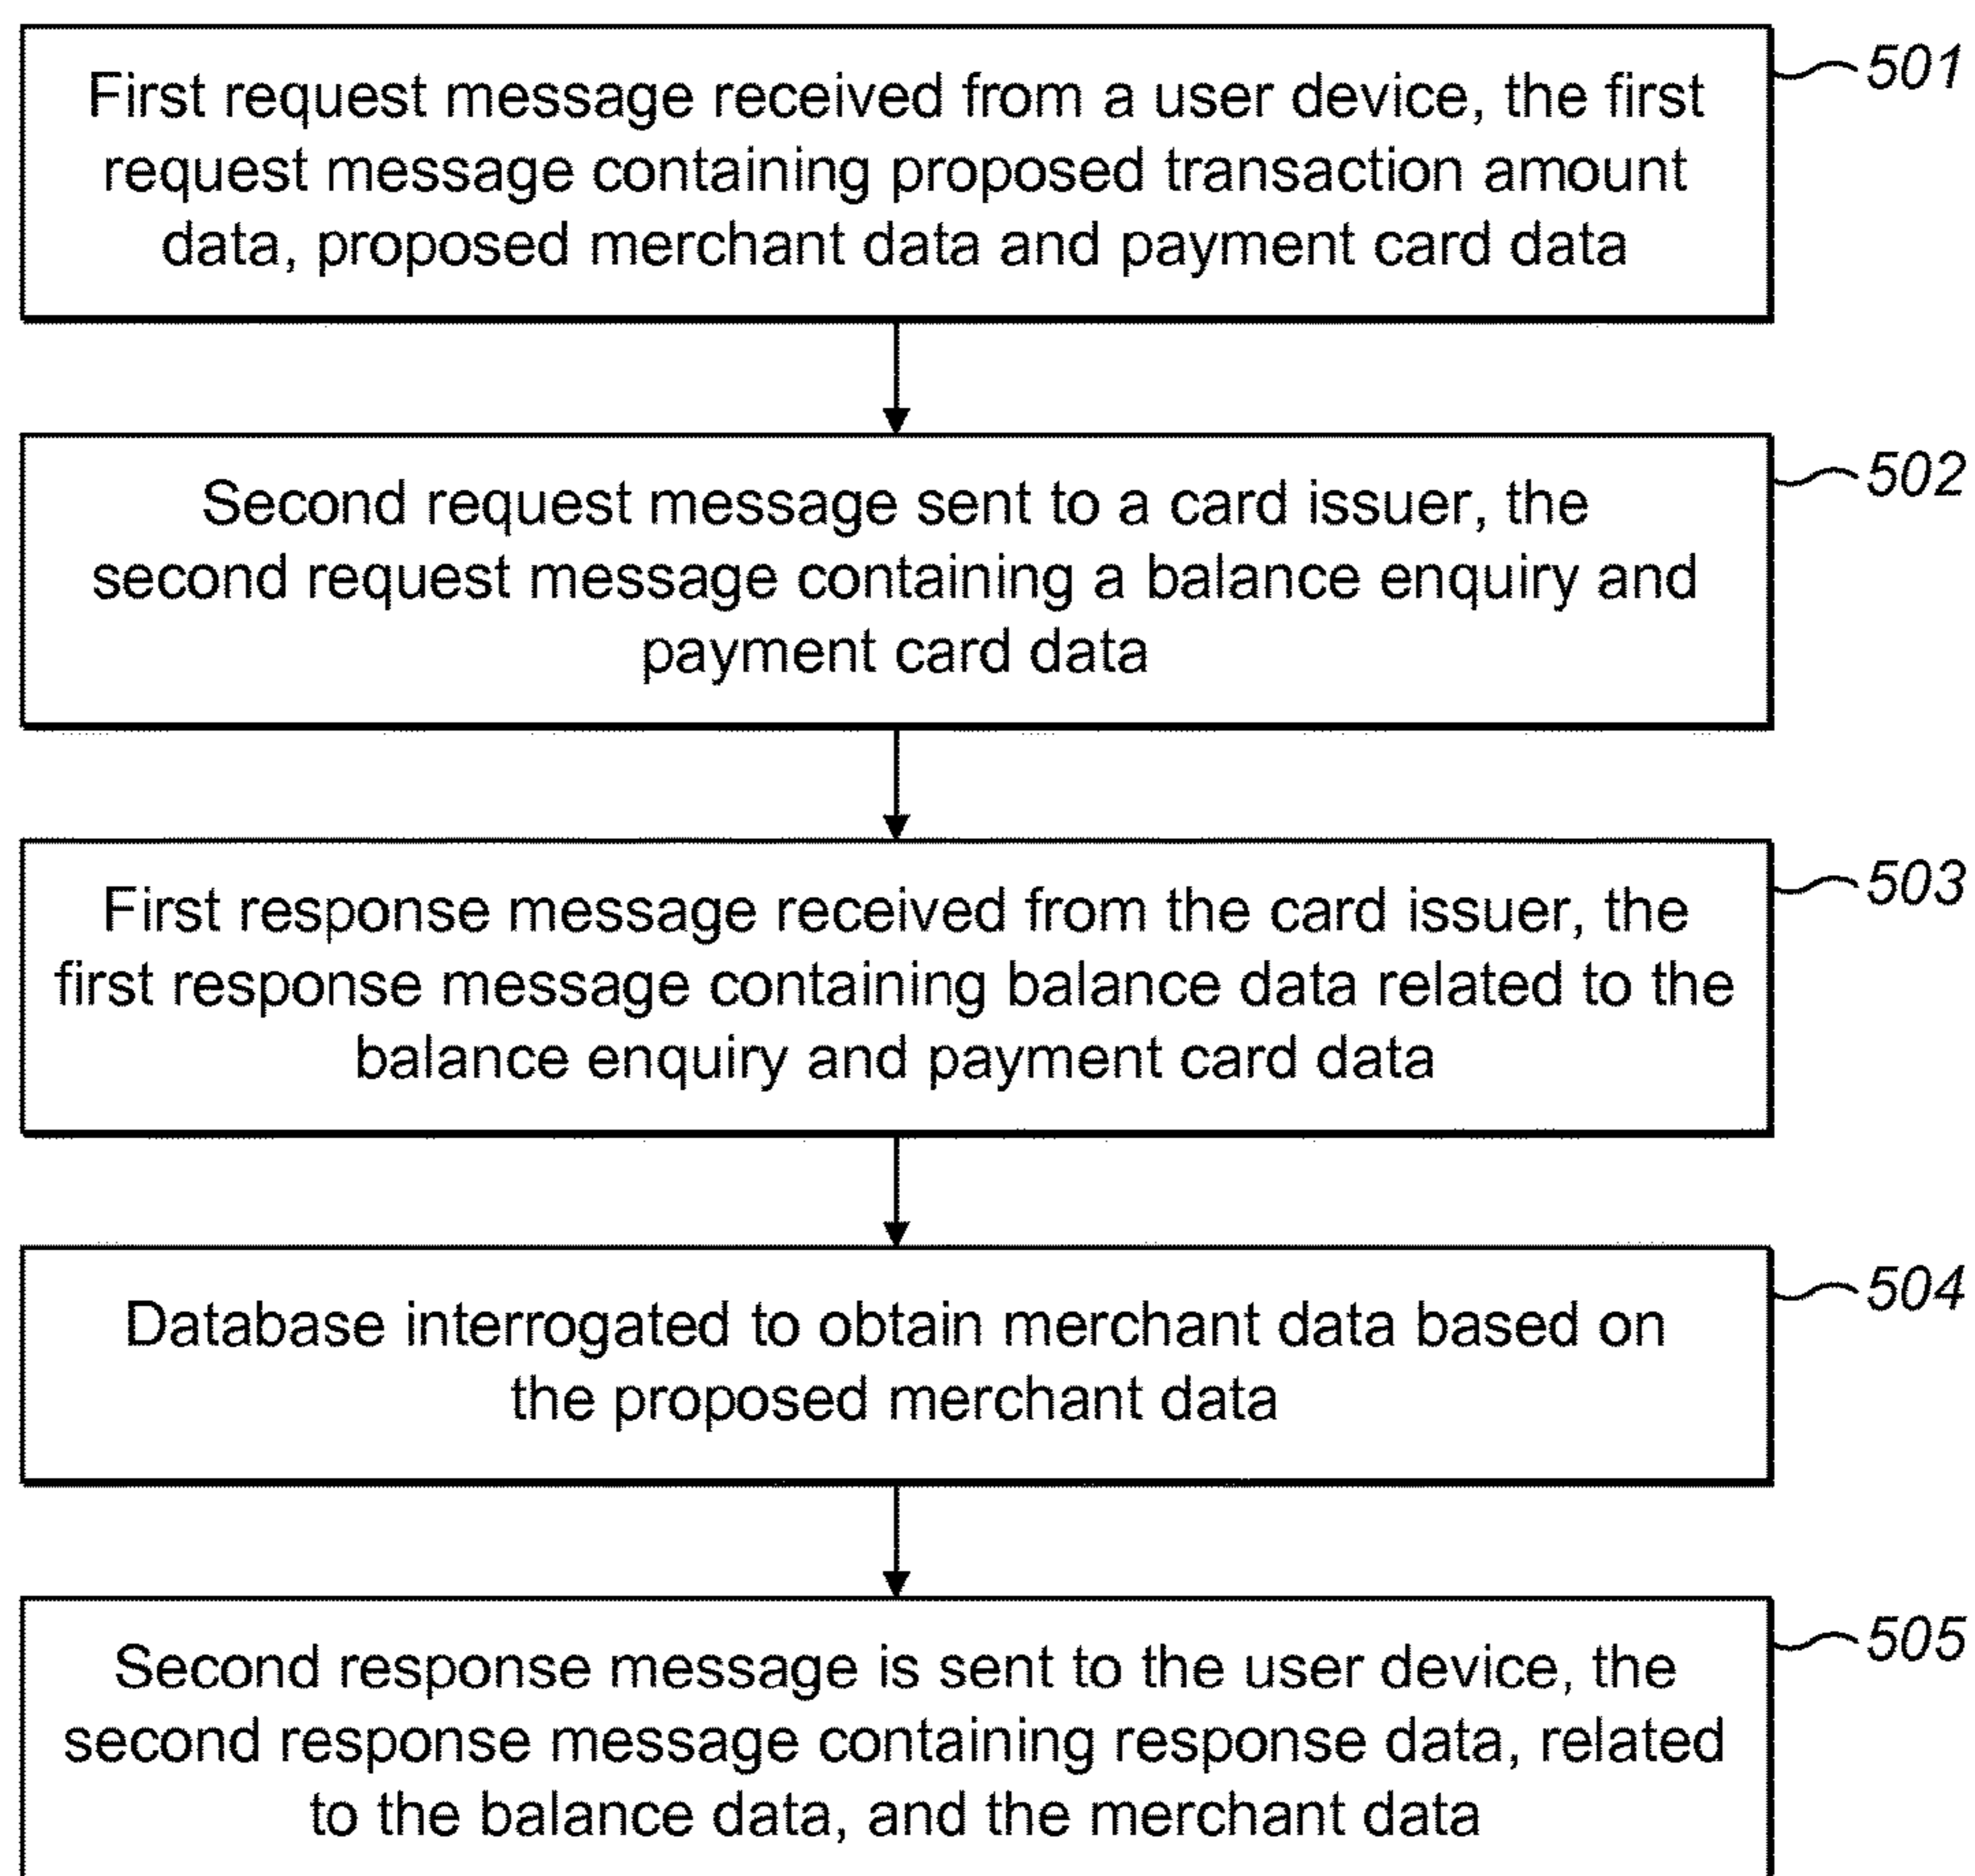 First request message received from a user device, the first
request message containing proposed transaction amount
data, proposed merchant data and payment card data
501
Second request message sent to a card issuer, the
second request message containing a balance enquiry and
payment card data
502
First response message received from the card issuer, the
first response message containing balance data related to the
balance enquiry and payment card data
503
Database interrogated to obtain merchant data based on
the proposed merchant data
504
Second response message is sent to the user device, the
second response message containing response data, related
to the balance data, and the merchant data
505